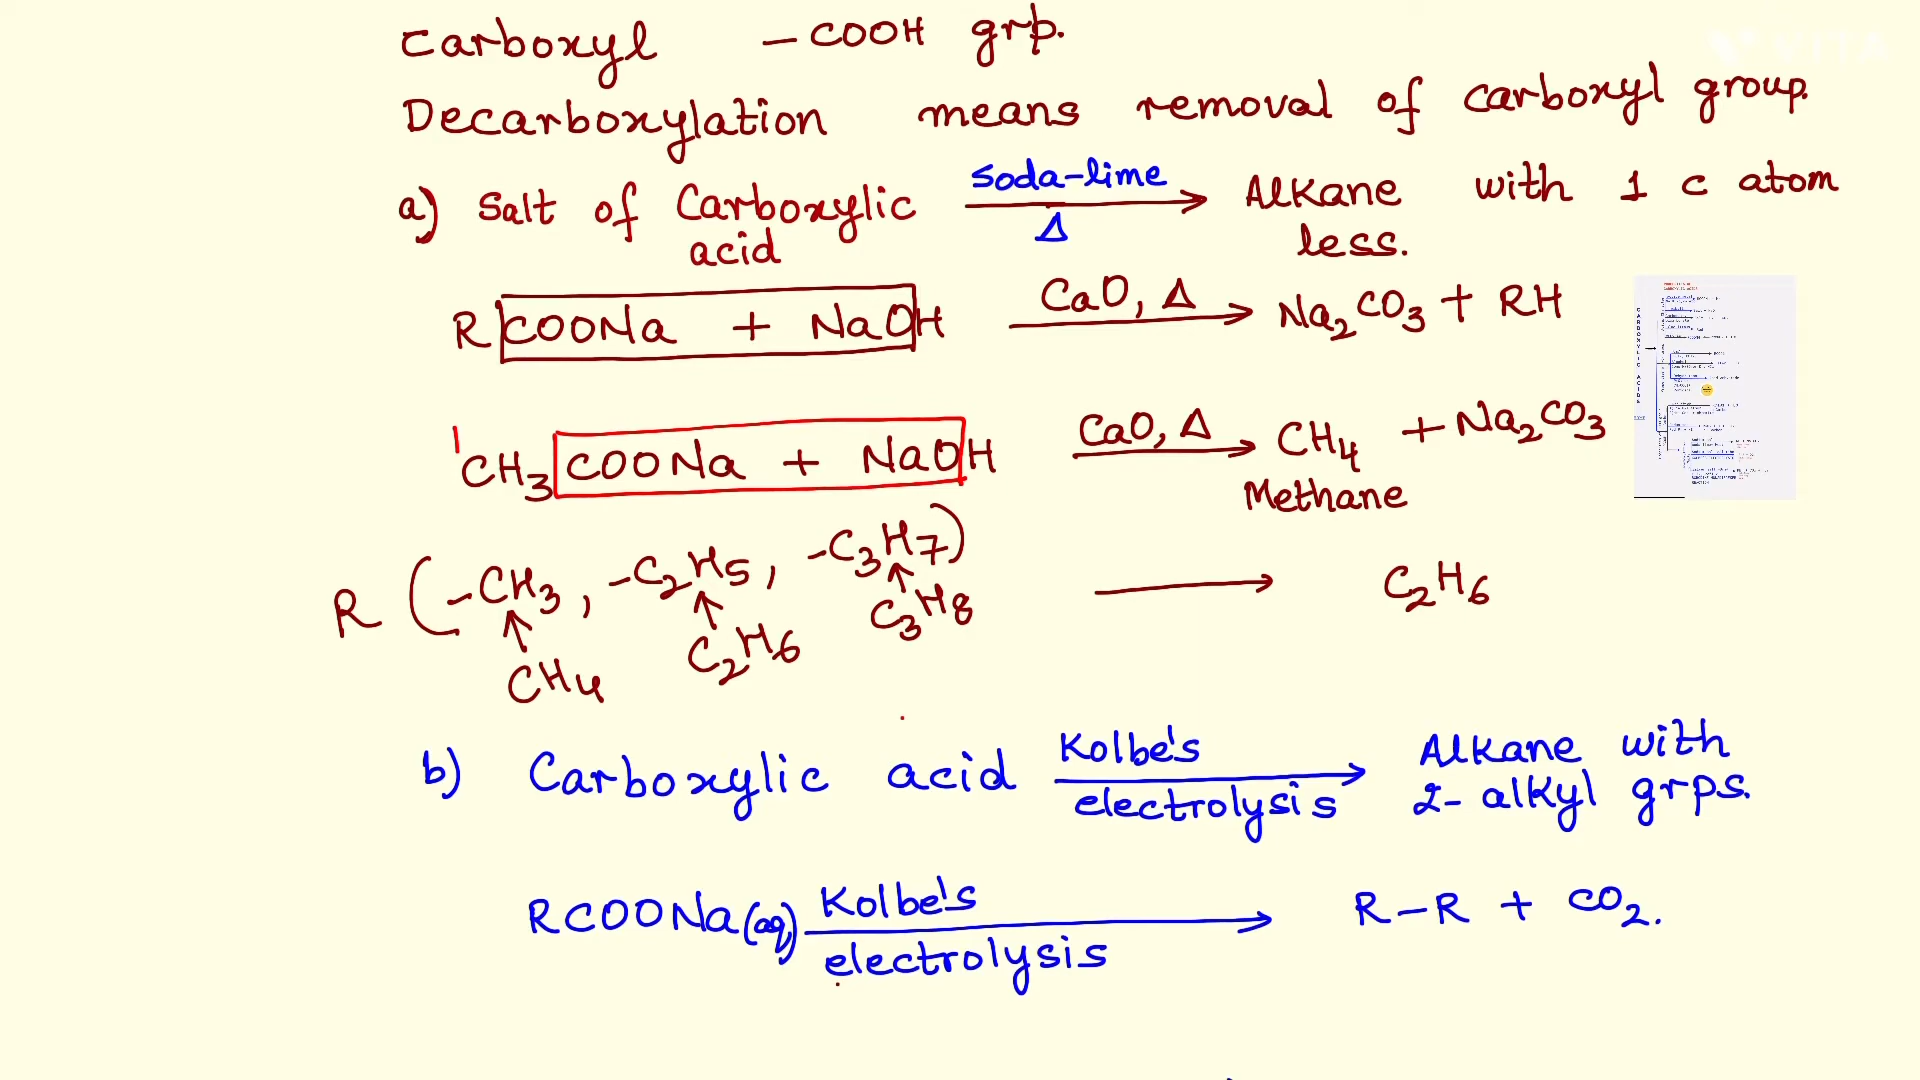 Carboxyl -COOH grp.
Decarboxylation means removal of carboxyl group.
a) Salt of Carboxylic acid soda-lime Δ → Alkane with 1 c atom less.
RCOONa + NaOH CaO, Δ → Na₂CO₃ + RH
'CH₃COONa + NaOH CaO, Δ → CH₄ + Na₂CO₃
Methane
R (-CH₃, -C₂H₅, -C₃H₇) → C₂H₆
CH₄ C₂H₆ C₃H₈
b) Carboxylic acid Kolbe's electrolysis → Alkane with 2-alkyl grps.
RCOONa(aq) Kolbe's electrolysis → R-R + CO₂.